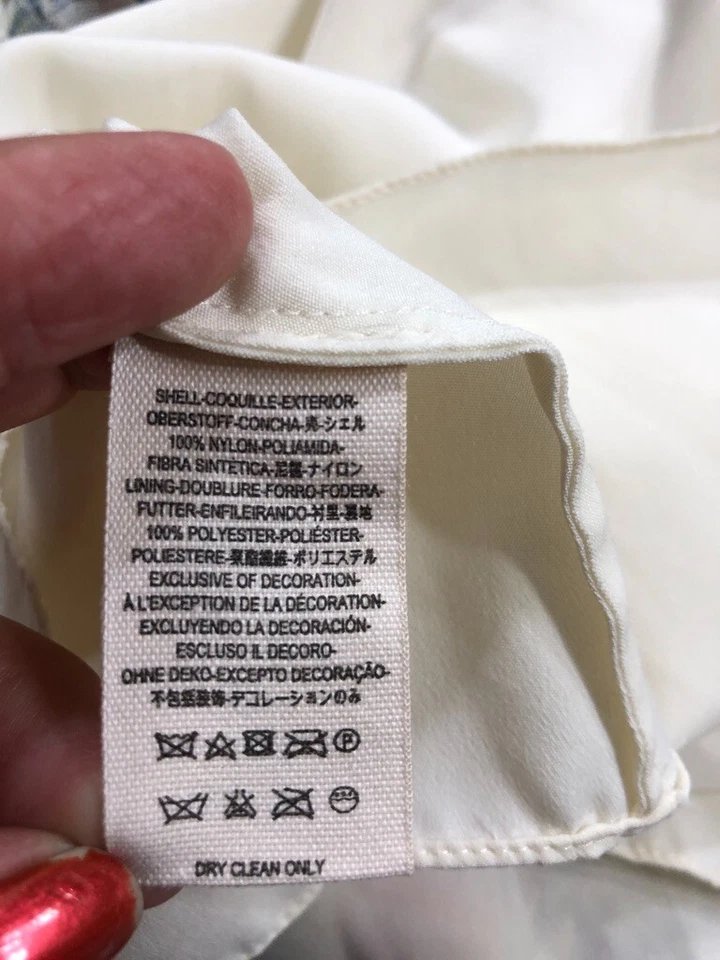 SHELL-COQUILLE-EXTERIOR-
OBERSTOFF-CONCHA-壳-シェル
100% NYLON-POLIAMIDA-
FIBRA SINTETICA-尼龍-ナイロン
LINING-DOUBLURE-FORRO-FODERA-
FUTTER-ENFILEIRANDO-衬里-裏地
100% POLYESTER-POLIÉSTER-
POLIESTERE-聚酯纖維-ポリエステル
EXCLUSIVE OF DECORATION-
À L'EXCEPTION DE LA DÉCORATION-
EXCLUYENDO LA DECORACIÓN-
ESCLUSO IL DECORO-
OHNE DEKO-EXCEPTO DECORAÇÃO-
不包括装饰-デコレーションのみ
P
DRY CLEAN ONLY